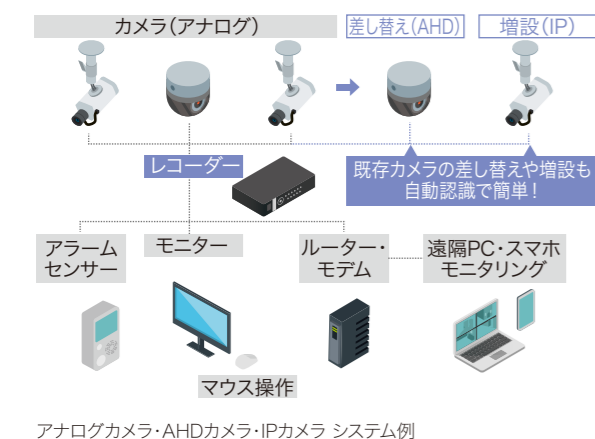 カメラ（アナログ）
差し替え（AHD）
増設（IP）
レコーダー
既存カメラの差し替えや増設も
自動認識で簡単！
アラーム
センサー
モニター
ルーター・
モデム
遠隔PC・スマホ
モニタリング
マウス操作
アナログカメラ・AHDカメラ・IPカメラ システム例